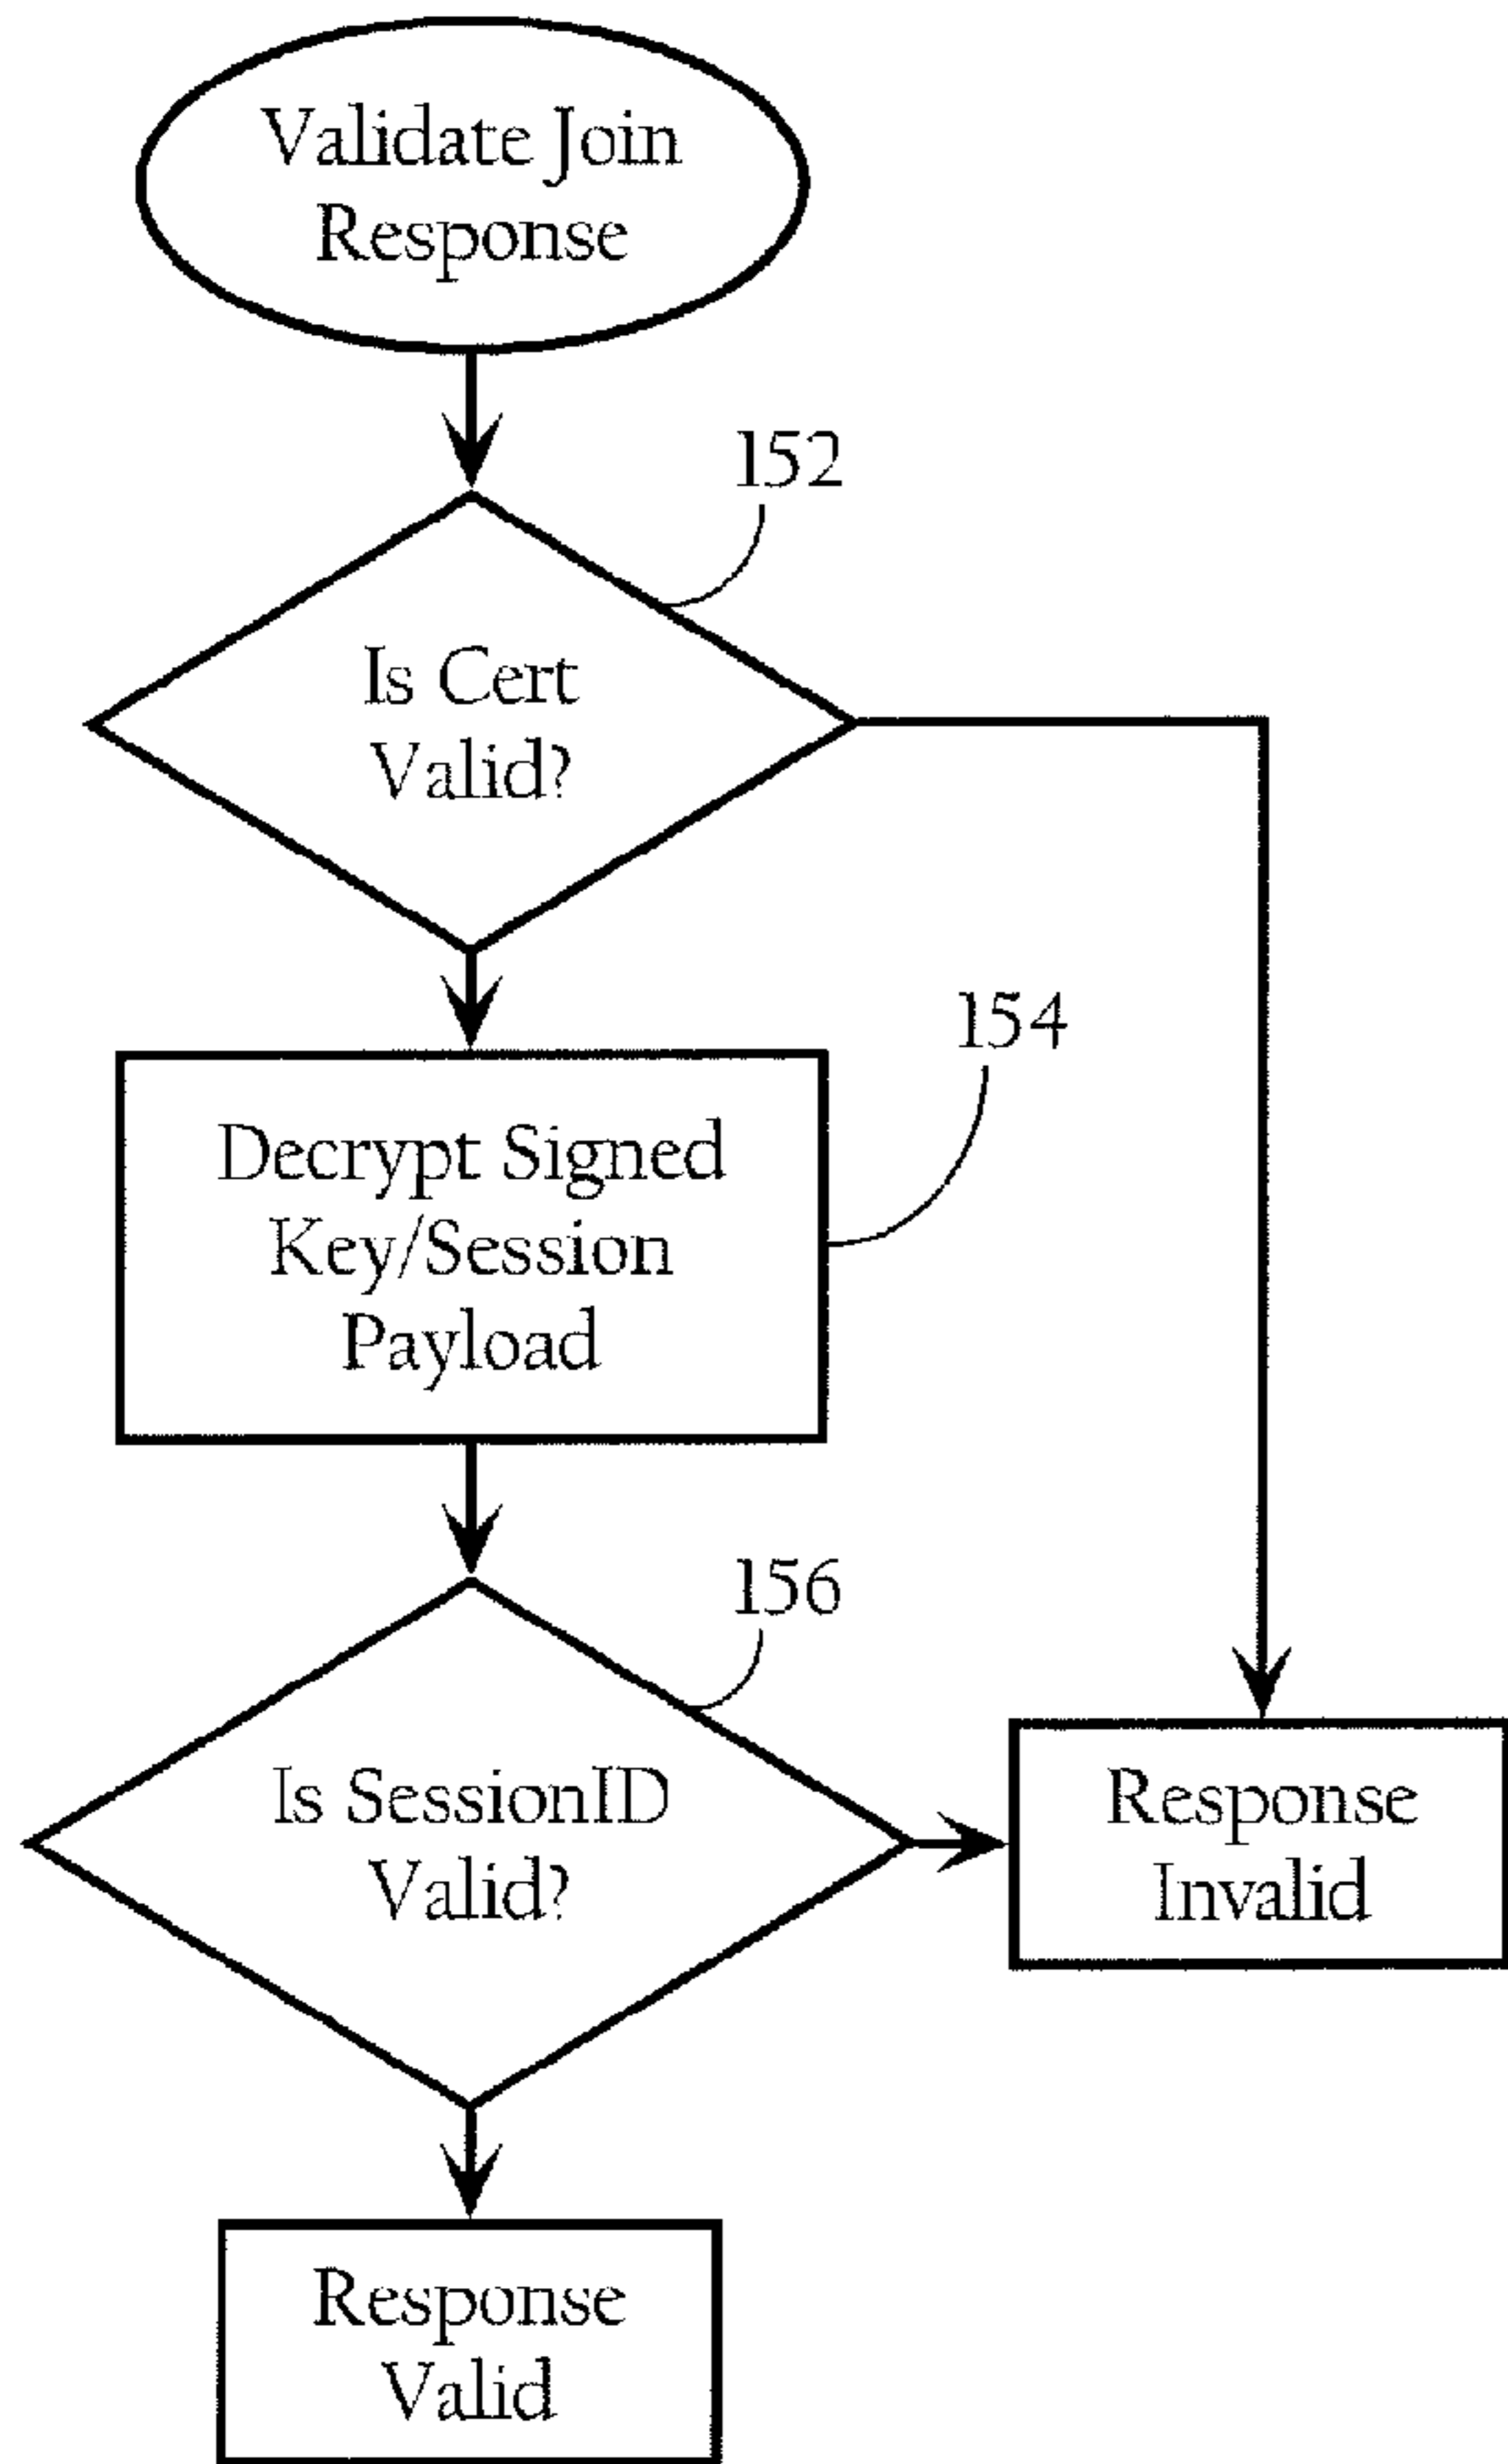 Validate Join
Response
152
Is Cert
Valid?
154
Decrypt Signed
Key/Session
Payload
156
Is SessionID
Valid?
Response
Invalid
Response
Valid